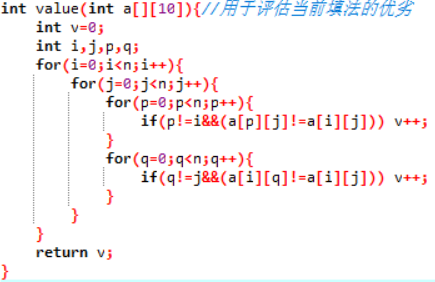 int value(int a[][10]){//用于评估当前填法的优劣
    int v=0;
    int i,j,p,q;
    for(i=0;i<n;i++){
        for(j=0;j<n;j++){
            for(p=0;p<n;p++){
                if(p!=i&&(a[p][j]!=a[i][j])) v++;
            }
            for(q=0;q<n;q++){
                if(q!=j&&(a[i][q]!=a[i][j])) v++;
            }
        }
    }
    return v;
}